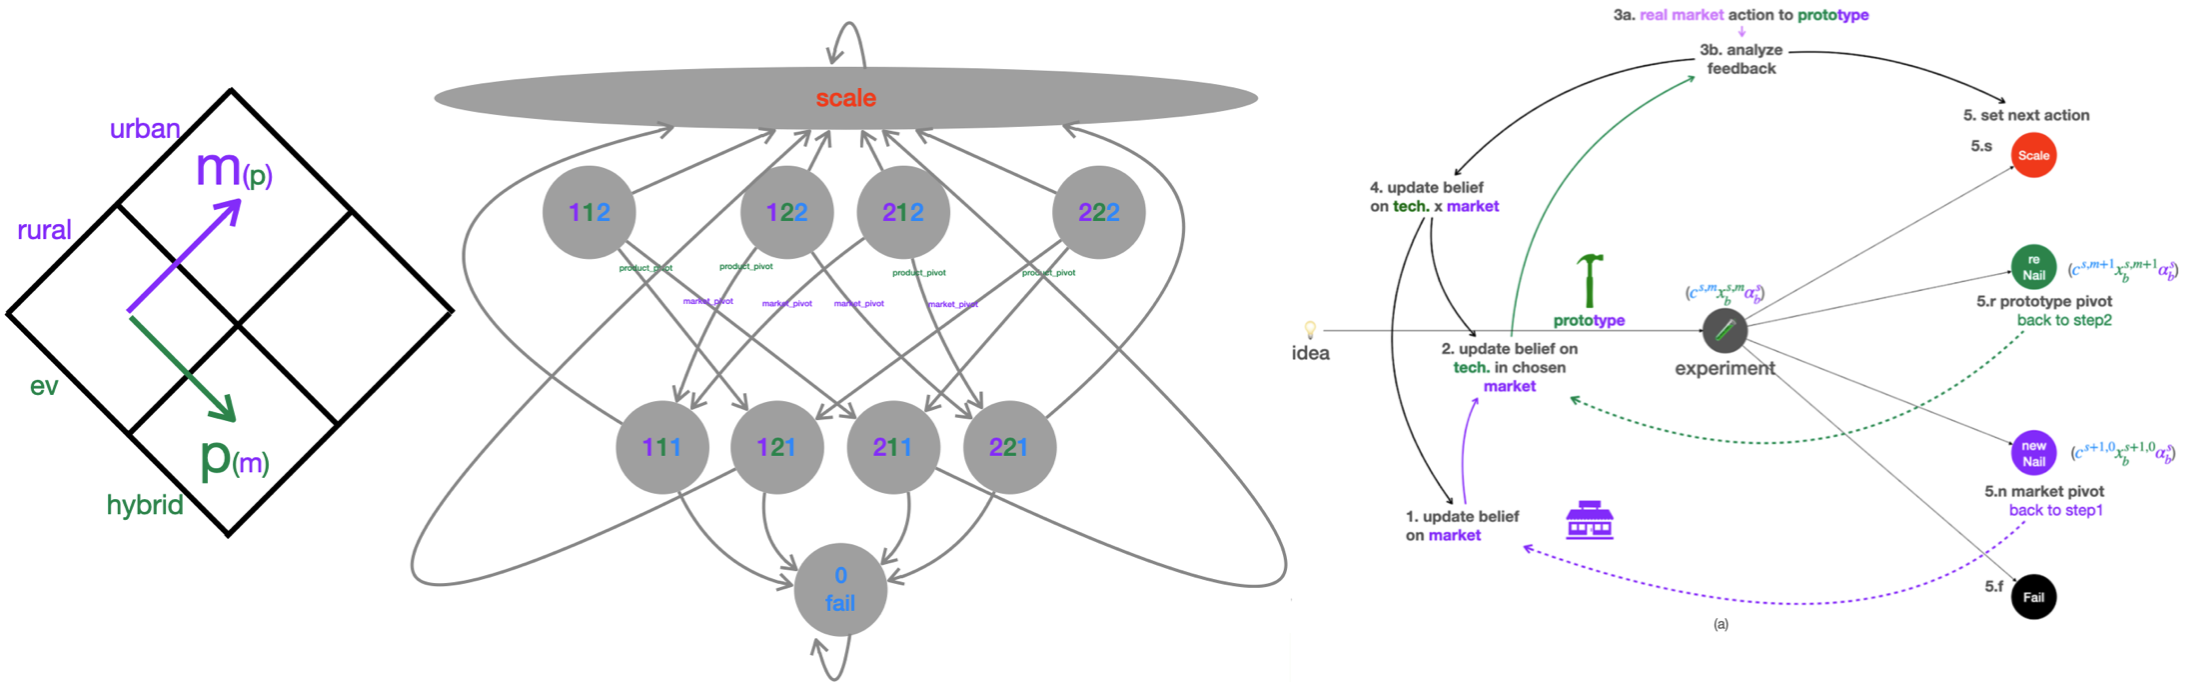 urban
m(p)
rural
ev
p(m)
hybrid
scale
112
122
212
222
product_pivot
product_pivot
product_pivot
product_pivot
market_pivot
market_pivot
market_pivot
market_pivot
111
121
211
221
0
fail
3a. real market action to prototype
3b. analyze
feedback
5. set next action
5.s
Scale
4. update belief
on tech. x market
re
Nail
(c^{s,m+1}x_b^{s,m+1}α_b^s)
5.r prototype pivot
back to step2
(c^{s,m}x_b^{s,m}α_b^s)
prototype
idea
experiment
2. update belief on
tech. in chosen
market
new
Nail
(c^{s+1,0}x_b^{s+1,0}α_b^s)
5.n market pivot
back to step1
1. update belief
on market
5.f
Fail
(a)